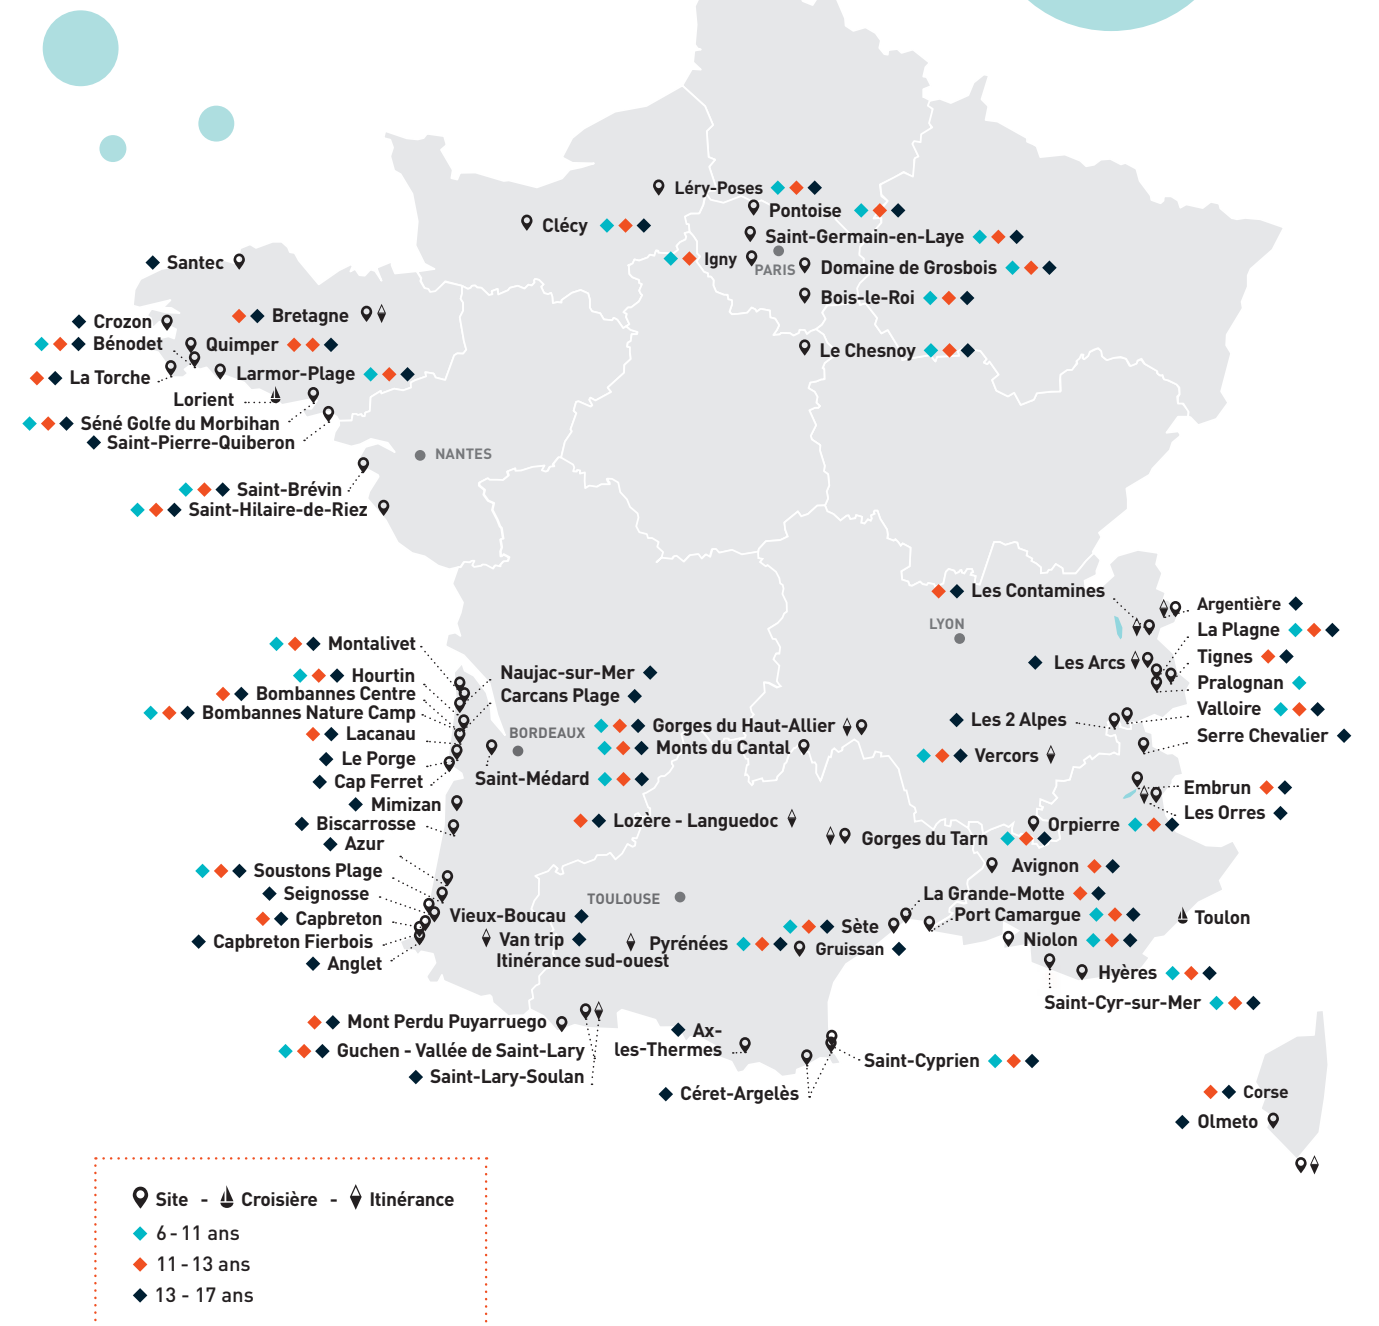 Léry-Poses
Pontoise
Clécy
Saint-Germain-en-Laye
Igny
PARIS
Domaine de Grosbois
Santec
Bois-le-Roi
Bretagne
Crozon
Bénodet
Quimper
Le Chesnoy
La Torche
Larmor-Plage
Lorient
Séné Golfe du Morbihan
Saint-Pierre-Quiberon
NANTES
Saint-Brévin
Saint-Hilaire-de-Riez
Les Contamines
Argentière
LYON
La Plagne
Montalivet
Tignes
Les Arcs
Naujac-sur-Mer
Hourtin
Pralognan
Bombannes Centre
Carcans Plage
Valloire
Bombannes Nature Camp
Les 2 Alpes
Gorges du Haut-Allier
Lacanau
BORDEAUX
Serre Chevalier
Monts du Cantal
Vercors
Le Porge
Saint-Médard
Cap Ferret
Embrun
Mimizan
Les Orres
Lozère - Languedoc
Biscarrosse
Orpierre
Gorges du Tarn
Azur
Avignon
Soustons Plage
Seignosse
La Grande-Motte
TOULOUSE
Vieux-Boucau
Port Camargue
Capbreton
Toulon
Sète
Van trip
Itinérance sud-ouest
Pyrénées
Niolon
Capbreton Fierbois
Gruissan
Anglet
Hyères
Saint-Cyr-sur-Mer
Mont Perdu Puyarruego
Ax-
les-Thermes
Guchen - Vallée de Saint-Lary
Saint-Cyprien
Saint-Lary-Soulan
Céret-Argelès
Corse
Olmeto
Site - Croisière - Itinérance
6 - 11 ans
11 - 13 ans
13 - 17 ans